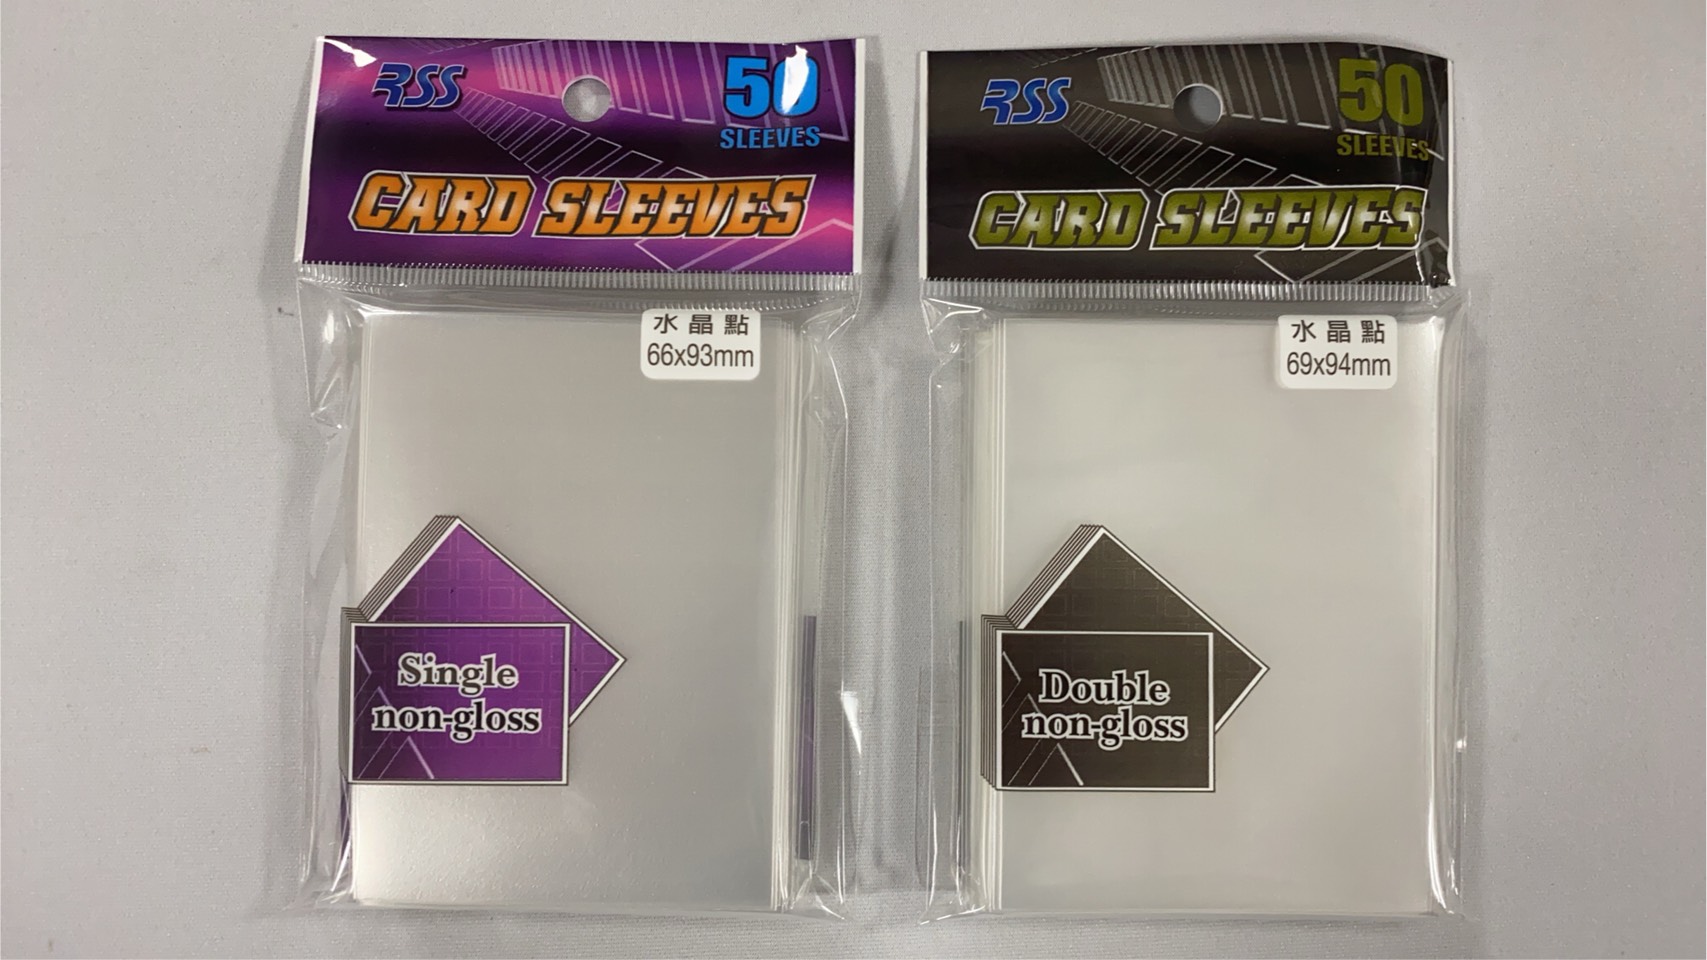 RSS
50
SLEEVES
CARD SLEEVES
水晶點
66x93mm
Single
non-gloss
RSS
50
SLEEVES
CARD SLEEVES
水晶點
69x94mm
Double
non-gloss